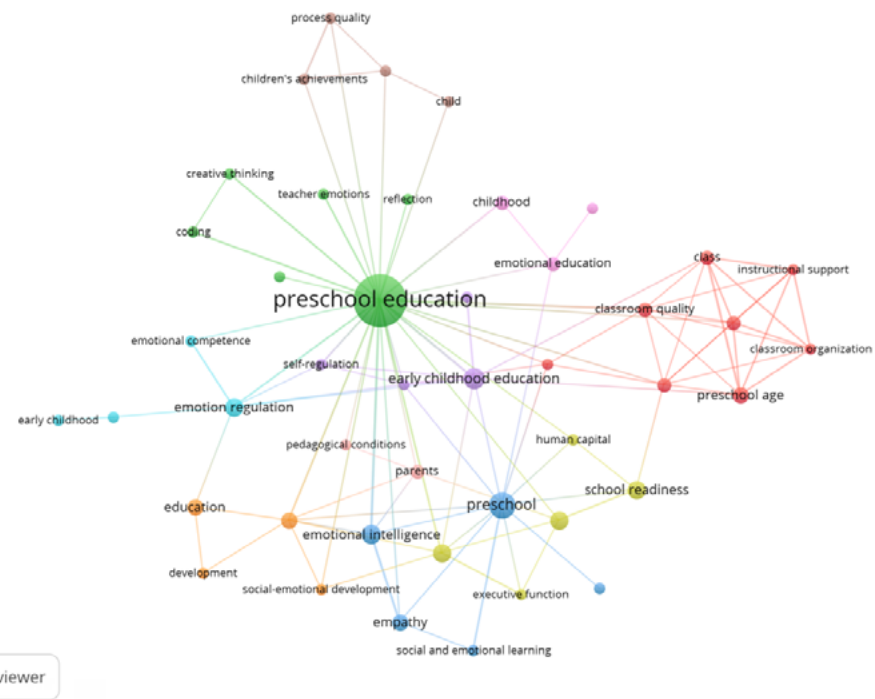 process quality
children's achievements
child
creative thinking
teacher emotions
reflection
childhood
coding
class
emotional education
instructional support
preschool education
classroom quality
emotional competence
classroom organization
self-regulation
early childhood education
preschool age
emotion regulation
early childhood
human capital
pedagogical conditions
parents
school readiness
education
preschool
emotional intelligence
development
social-emotional development
executive function
empathy
social and emotional learning
viewer